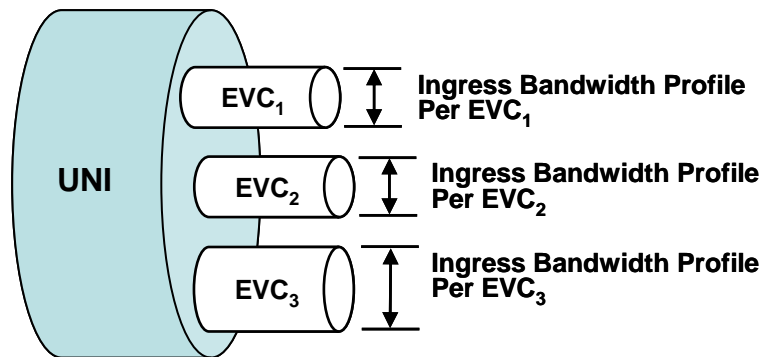 EVC₁
Ingress Bandwidth Profile
Per EVC₁
UNI
EVC₂
Ingress Bandwidth Profile
Per EVC₂
EVC₃
Ingress Bandwidth Profile
Per EVC₃